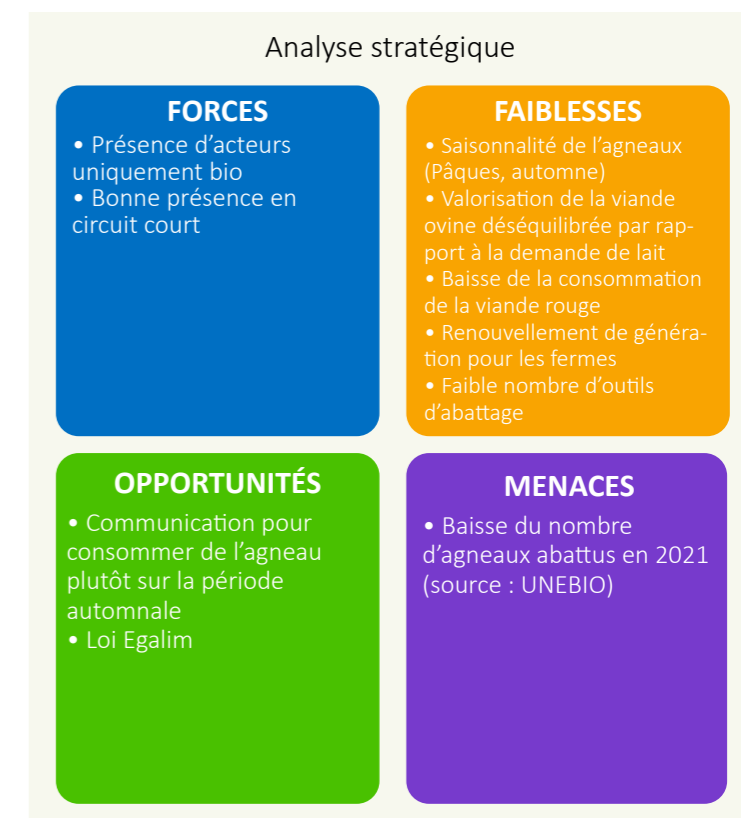 Analyse stratégique
FORCES
• Présence d’acteurs
uniquement bio
• Bonne présence en
circuit court
FAIBLESSES
• Saisonnalité de l’agneaux
(Pâques, automne)
• Valorisation de la viande
ovine déséquilibrée par rap-
port à la demande de lait
• Baisse de la consommation
de la viande rouge
• Renouvellement de généra-
tion pour les fermes
• Faible nombre d’outils
d’abattage
OPPORTUNITÉS
• Communication pour
consommer de l’agneau
plutôt sur la période
automnale
• Loi Egalim
MENACES
• Baisse du nombre
d’agneaux abattus en 2021
(source : UNEBIO)